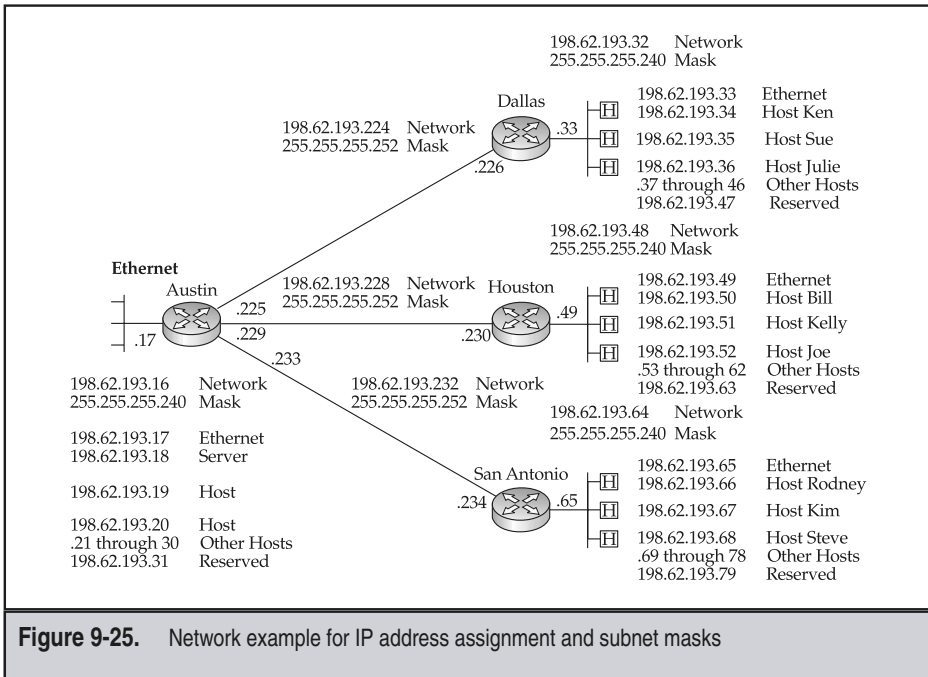 198.62.193.32 Network
255.255.255.240 Mask
Dallas
198.62.193.224 Network
255.255.255.252 Mask
.33
.226
H
H
H
198.62.193.33 Ethernet
198.62.193.34 Host Ken
198.62.193.35 Host Sue
198.62.193.36 Host Julie
.37 through 46 Other Hosts
198.62.193.47 Reserved
198.62.193.48 Network
255.255.255.240 Mask
Ethernet
Austin
.17
.225
.229
.233
198.62.193.228 Network
255.255.255.252 Mask
Houston
.230
.49
H
H
H
198.62.193.49 Ethernet
198.62.193.50 Host Bill
198.62.193.51 Host Kelly
198.62.193.52 Host Joe
.53 through 62 Other Hosts
198.62.193.63 Reserved
198.62.193.16 Network
255.255.255.240 Mask
198.62.193.17 Ethernet
198.62.193.18 Server
198.62.193.19 Host
198.62.193.20 Host
.21 through 30 Other Hosts
198.62.193.31 Reserved
198.62.193.232 Network
255.255.255.252 Mask
198.62.193.64 Network
255.255.255.240 Mask
San Antonio
.234
.65
H
H
H
198.62.193.65 Ethernet
198.62.193.66 Host Rodney
198.62.193.67 Host Kim
198.62.193.68 Host Steve
.69 through 78 Other Hosts
198.62.193.79 Reserved
Figure 9-25. Network example for IP address assignment and subnet masks